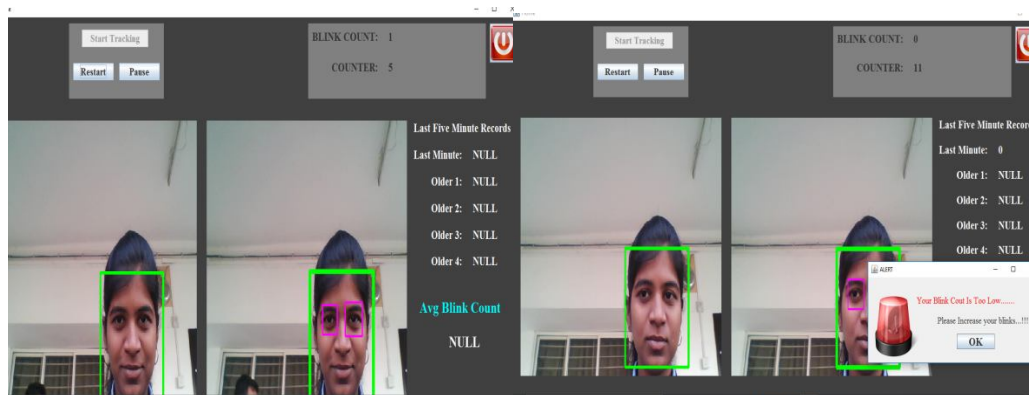 Start Tracking
Restart Pause
BLINK COUNT: 1
COUNTER: 5
Last Five Minute Records
Last Minute: NULL
Older 1: NULL
Older 2: NULL
Older 3: NULL
Older 4: NULL
Avg Blink Count
NULL
Start Tracking
Restart Pause
BLINK COUNT: 0
COUNTER: 11
Last Five Minute Recor
Last Minute: 0
Older 1: NULL
Older 2: NULL
Older 3: NULL
Older 4: NULL
ALERT
Your Blink Cout Is Too Low.......
Please Increase your blinks...!!!
OK